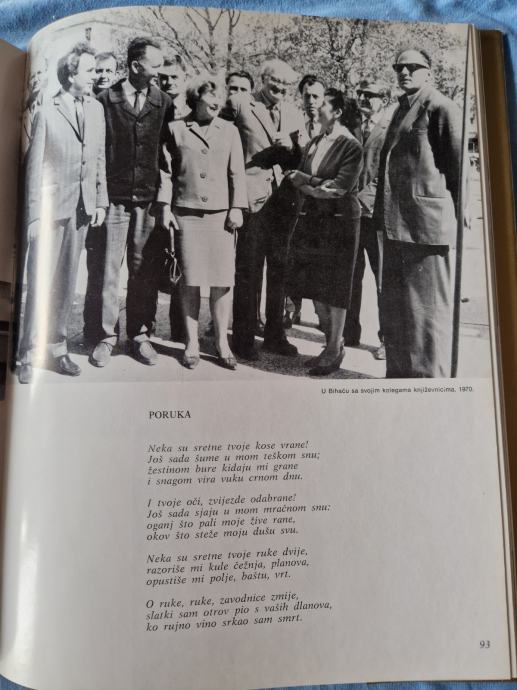 U Bihaću sa svojim kolegama književnicima, 1970.
PORUKA
Neka su sretne tvoje kose vrane!
Još sada šume u mom teškom snu;
žestinom bure kidaju mi grane
i snagom vira vuku crnom dnu.
I tvoje oči, zvijezde odabrane!
Još sada sjaju u mom mračnom snu:
oganj što pali moje žive rane,
okov što steže moju dušu svu.
Neka su sretne tvoje ruke dvije,
razoriše mi kule čežnja, planova,
opustiše mi polje, baštu, vrt.
O ruke, ruke, zavodnice zmije,
slatki sam otrov pio s vaših dlanova,
ko rujno vino srkao sam smrt.
93